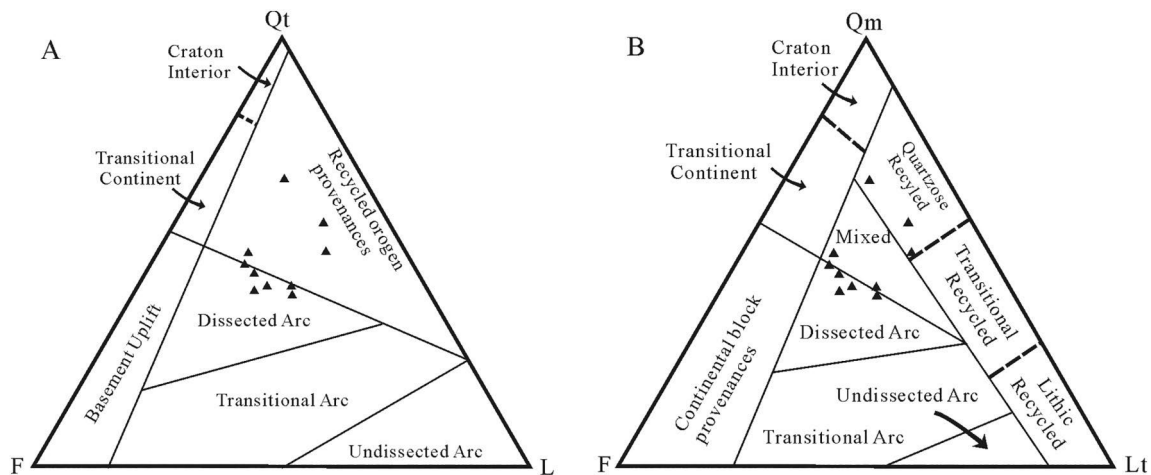 A
Qt
Craton
Interior
Transitional
Continent
Recycled orogen
provenances
Basement Uplift
Dissected Arc
Transitional Arc
Undissected Arc
F
L
B
Qm
Craton
Interior
Transitional
Continent
Quartzose
Recyled
Mixed
Transitional
Recycled
Dissected Arc
Continental block
provenances
Undissected Arc
Lithic
Recycled
Transitional Arc
F
Lt